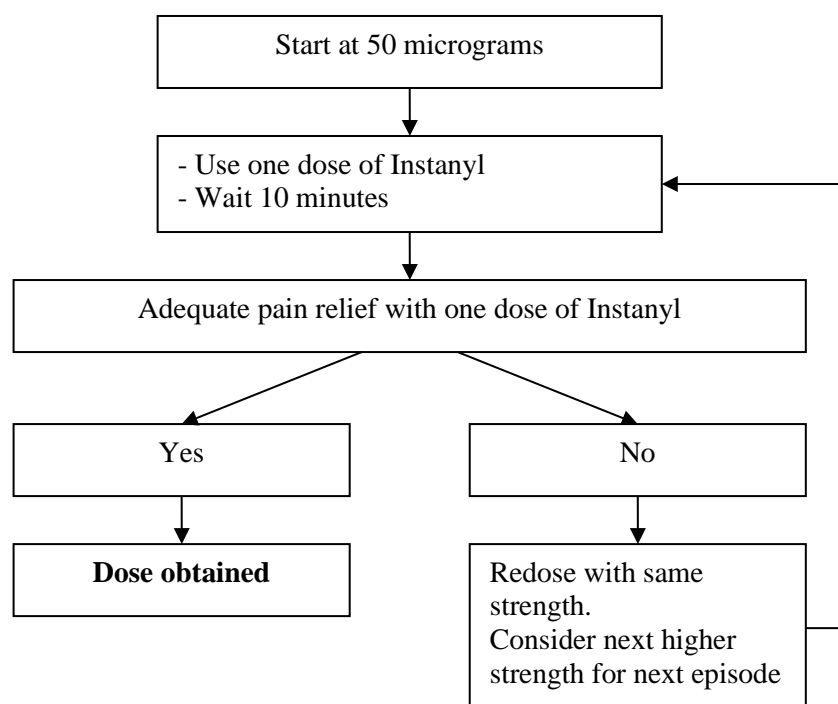 Start at 50 micrograms
- Use one dose of Instanyl
- Wait 10 minutes
Adequate pain relief with one dose of Instanyl
Yes
No
Dose obtained
Redose with same
strength.
Consider next higher
strength for next episode